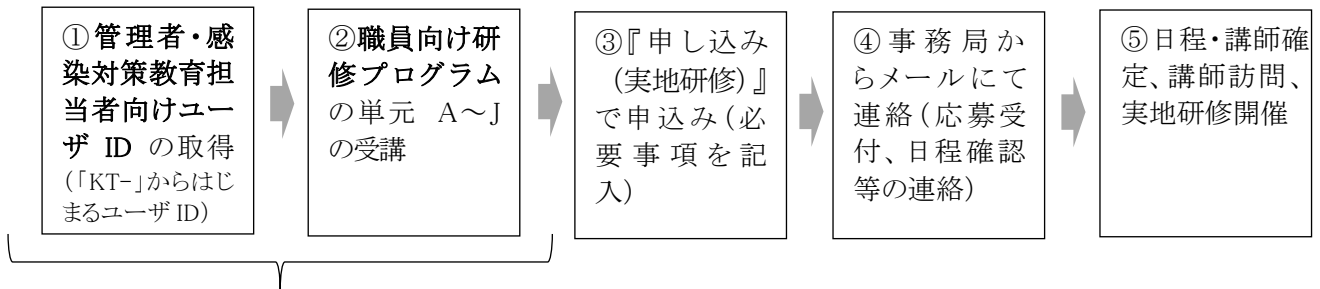 ①管理者・感
染対策教育担
当者向けユー
ザ ID の取得
(「KT-」からはじ
まるユーザ ID)
②職員向け研
修プログラム
の単元 A～J
の受講
③『申し込み
(実地研修)』
で申込み(必
要事項を記
入)
④事務局か
らメールにて
連絡(応募受
付、日程確認
等の連絡)
⑤日程・講師確
定、講師訪問、
実地研修開催